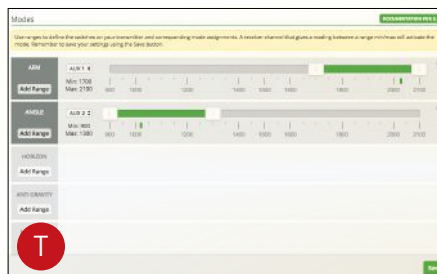 Modes
DOCUMENTATION FOR 3
Use ranges to define the switches on your transmitter and corresponding mode assignments. A receiver channel that gives a reading between a range min/max will activate the
mode. Remember to save your settings using the Save button.
ARM
AUX 1
Add Range
Min: 1700
Max: 2100
900 1000 1200 1400 1500 1600 1800 2000 2100
ANGLE
AUX 2
Add Range
Min: 900
Max: 1300
900 1000 1200 1400 1500 1600 1800 2000 2100
HORIZON
Add Range
ANTI GRAVITY
Add Range
T